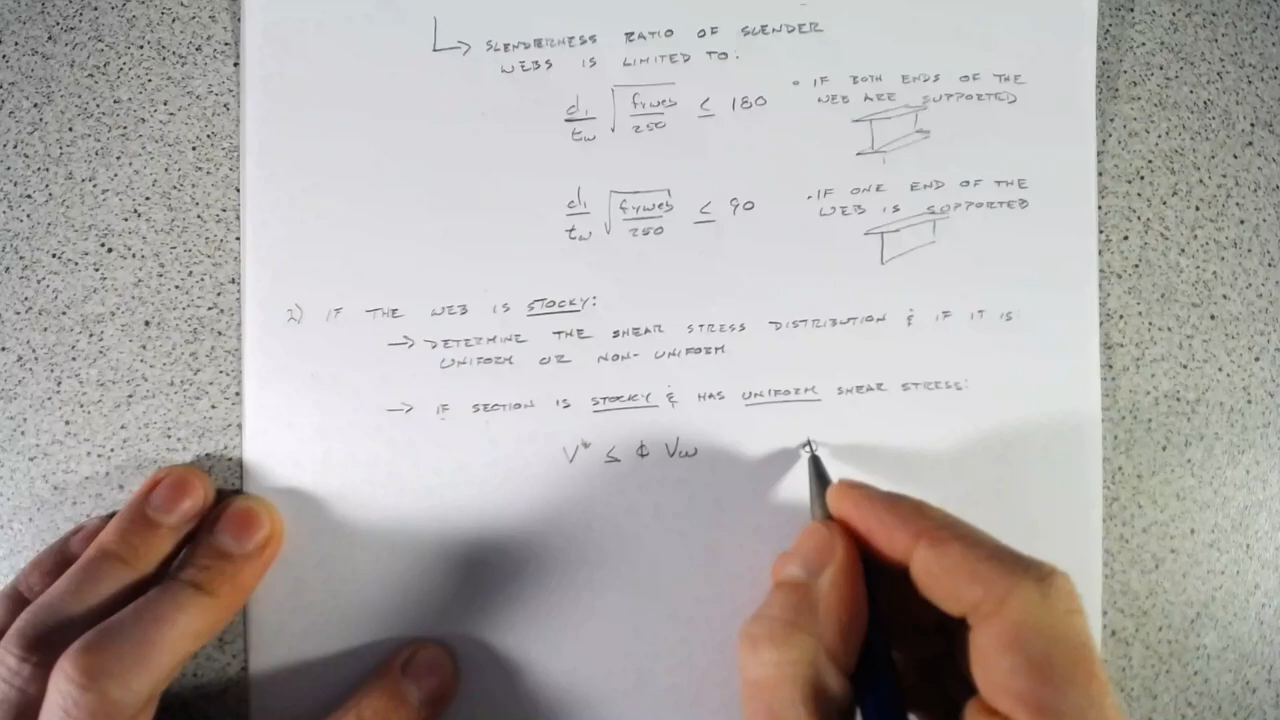 SLENDERNESS RATIO OF SLENDER
WEBS IS LIMITED TO:
d₁/tw √(fyweb/250) ≤ 180
• IF BOTH ENDS OF THE
WEB ARE SUPPORTED
d₁/tw √(fyweb/250) ≤ 90
• IF ONE END OF THE
WEB IS SUPPORTED
2) IF THE WEB IS STOCKY:
→ DETERMINE THE SHEAR STRESS DISTRIBUTION & IF IT IS
UNIFORM OR NON-UNIFORM
→ IF SECTION IS STOCKY & HAS UNIFORM SHEAR STRESS:
V* ≤ φ Vw φ